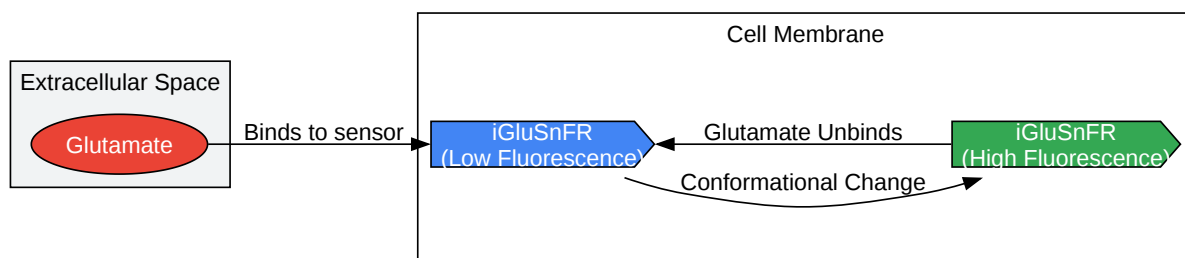 Cell Membrane
Extracellular Space
Glutamate
Binds to sensor
iGluSnFR
(Low Fluorescence)
Glutamate Unbinds
iGluSnFR
(High Fluorescence)
Conformational Change